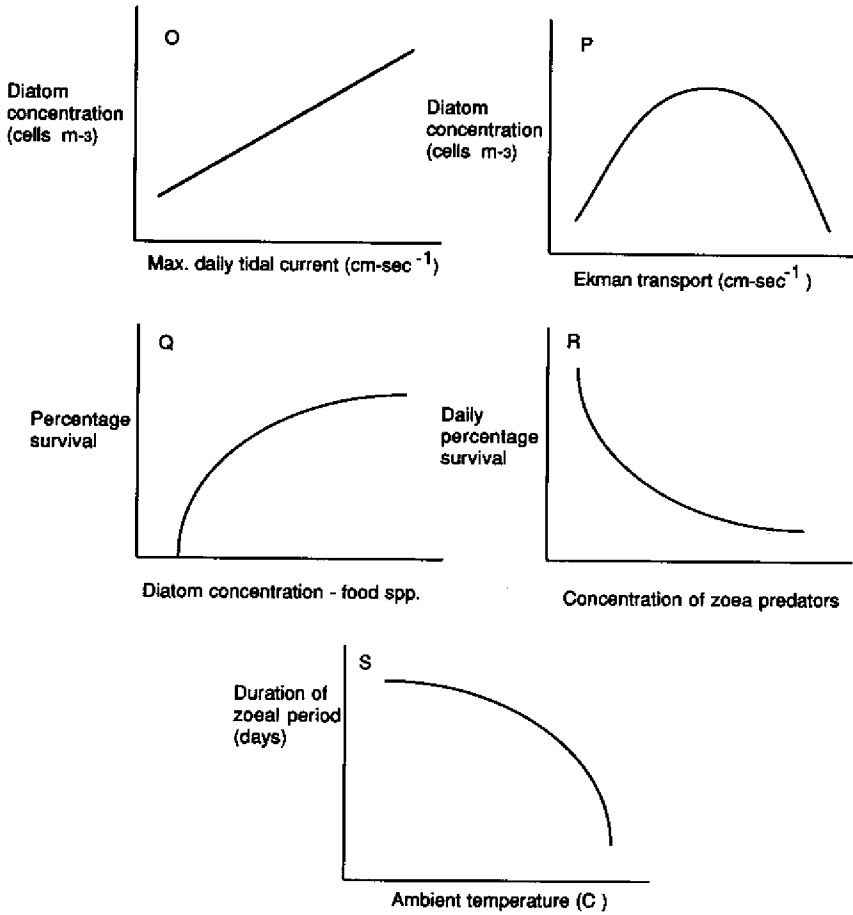 O
Diatom
concentration
(cells m-3)
Max. daily tidal current (cm-sec⁻¹)
P
Diatom
concentration
(cells m-3)
Ekman transport (cm-sec⁻¹ )
Q
Percentage
survival
Diatom concentration - food spp.
R
Daily
percentage
survival
Concentration of zoea predators
S
Duration of
zoeal period
(days)
Ambient temperature (C )